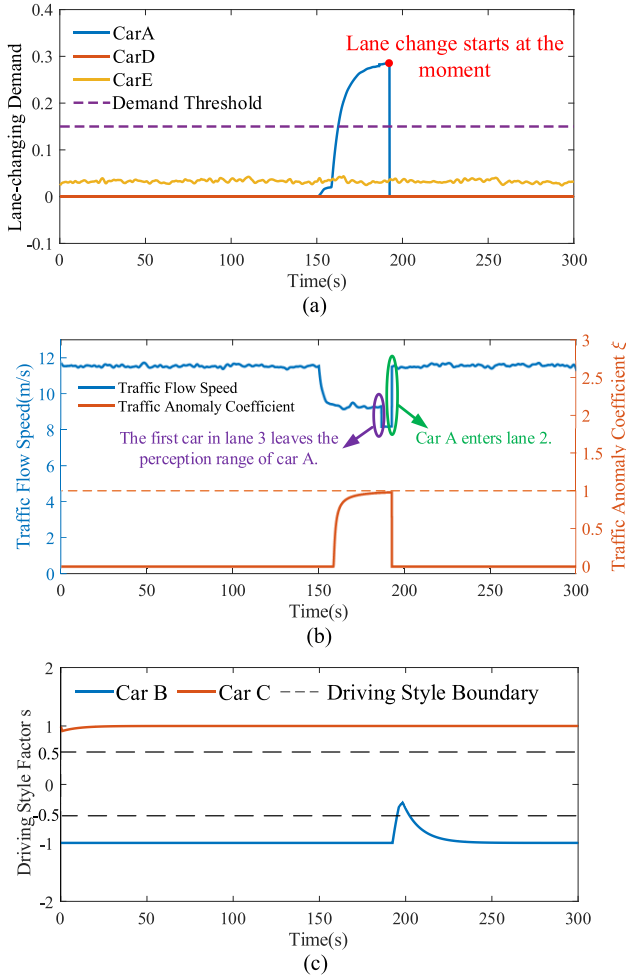 0.4
0.3
0.2
0.1
0
-0.1
Lane-changing Demand
CarA
CarD
CarE
Demand Threshold
Lane change starts at the
moment
0 50 100 150 200 250 300
Time(s)
(a)
12
10
8
6
4
2
0
Traffic Flow Speed(m/s)
Traffic Flow Speed
Traffic Anomaly Coefficient
The first car in lane 3 leaves the
perception range of car A.
Car A enters lane 2.
3
2.5
2
1.5
1
0.5
0
Traffic Anomaly Coefficient ξ
0 50 100 150 200 250 300
Time(s)
(b)
2
1
0.5
0
-0.5
-1
-2
Driving Style Factor s
Car B Car C Driving Style Boundary
0 50 100 150 200 250 300
Time(s)
(c)